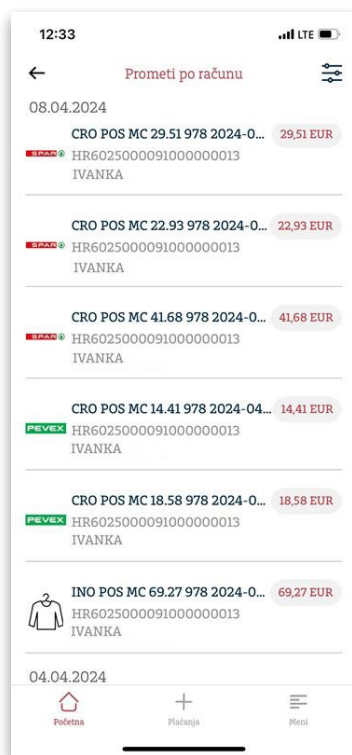 12:33
LTE
Prometi po računu
08.04.2024
CRO POS MC 29.51 978 2024-0... 29,51 EUR
SPAR HR6025000091000000013
IVANKA
CRO POS MC 22.93 978 2024-0... 22,93 EUR
SPAR HR6025000091000000013
IVANKA
CRO POS MC 41.68 978 2024-0... 41,68 EUR
SPAR HR6025000091000000013
IVANKA
CRO POS MC 14.41 978 2024-04... 14,41 EUR
PEVEX HR6025000091000000013
IVANKA
CRO POS MC 18.58 978 2024-0... 18,58 EUR
PEVEX HR6025000091000000013
IVANKA
INO POS MC 69.27 978 2024-0... 69,27 EUR
HR6025000091000000013
IVANKA
04.04.2024
Početna Plaćanja Meni